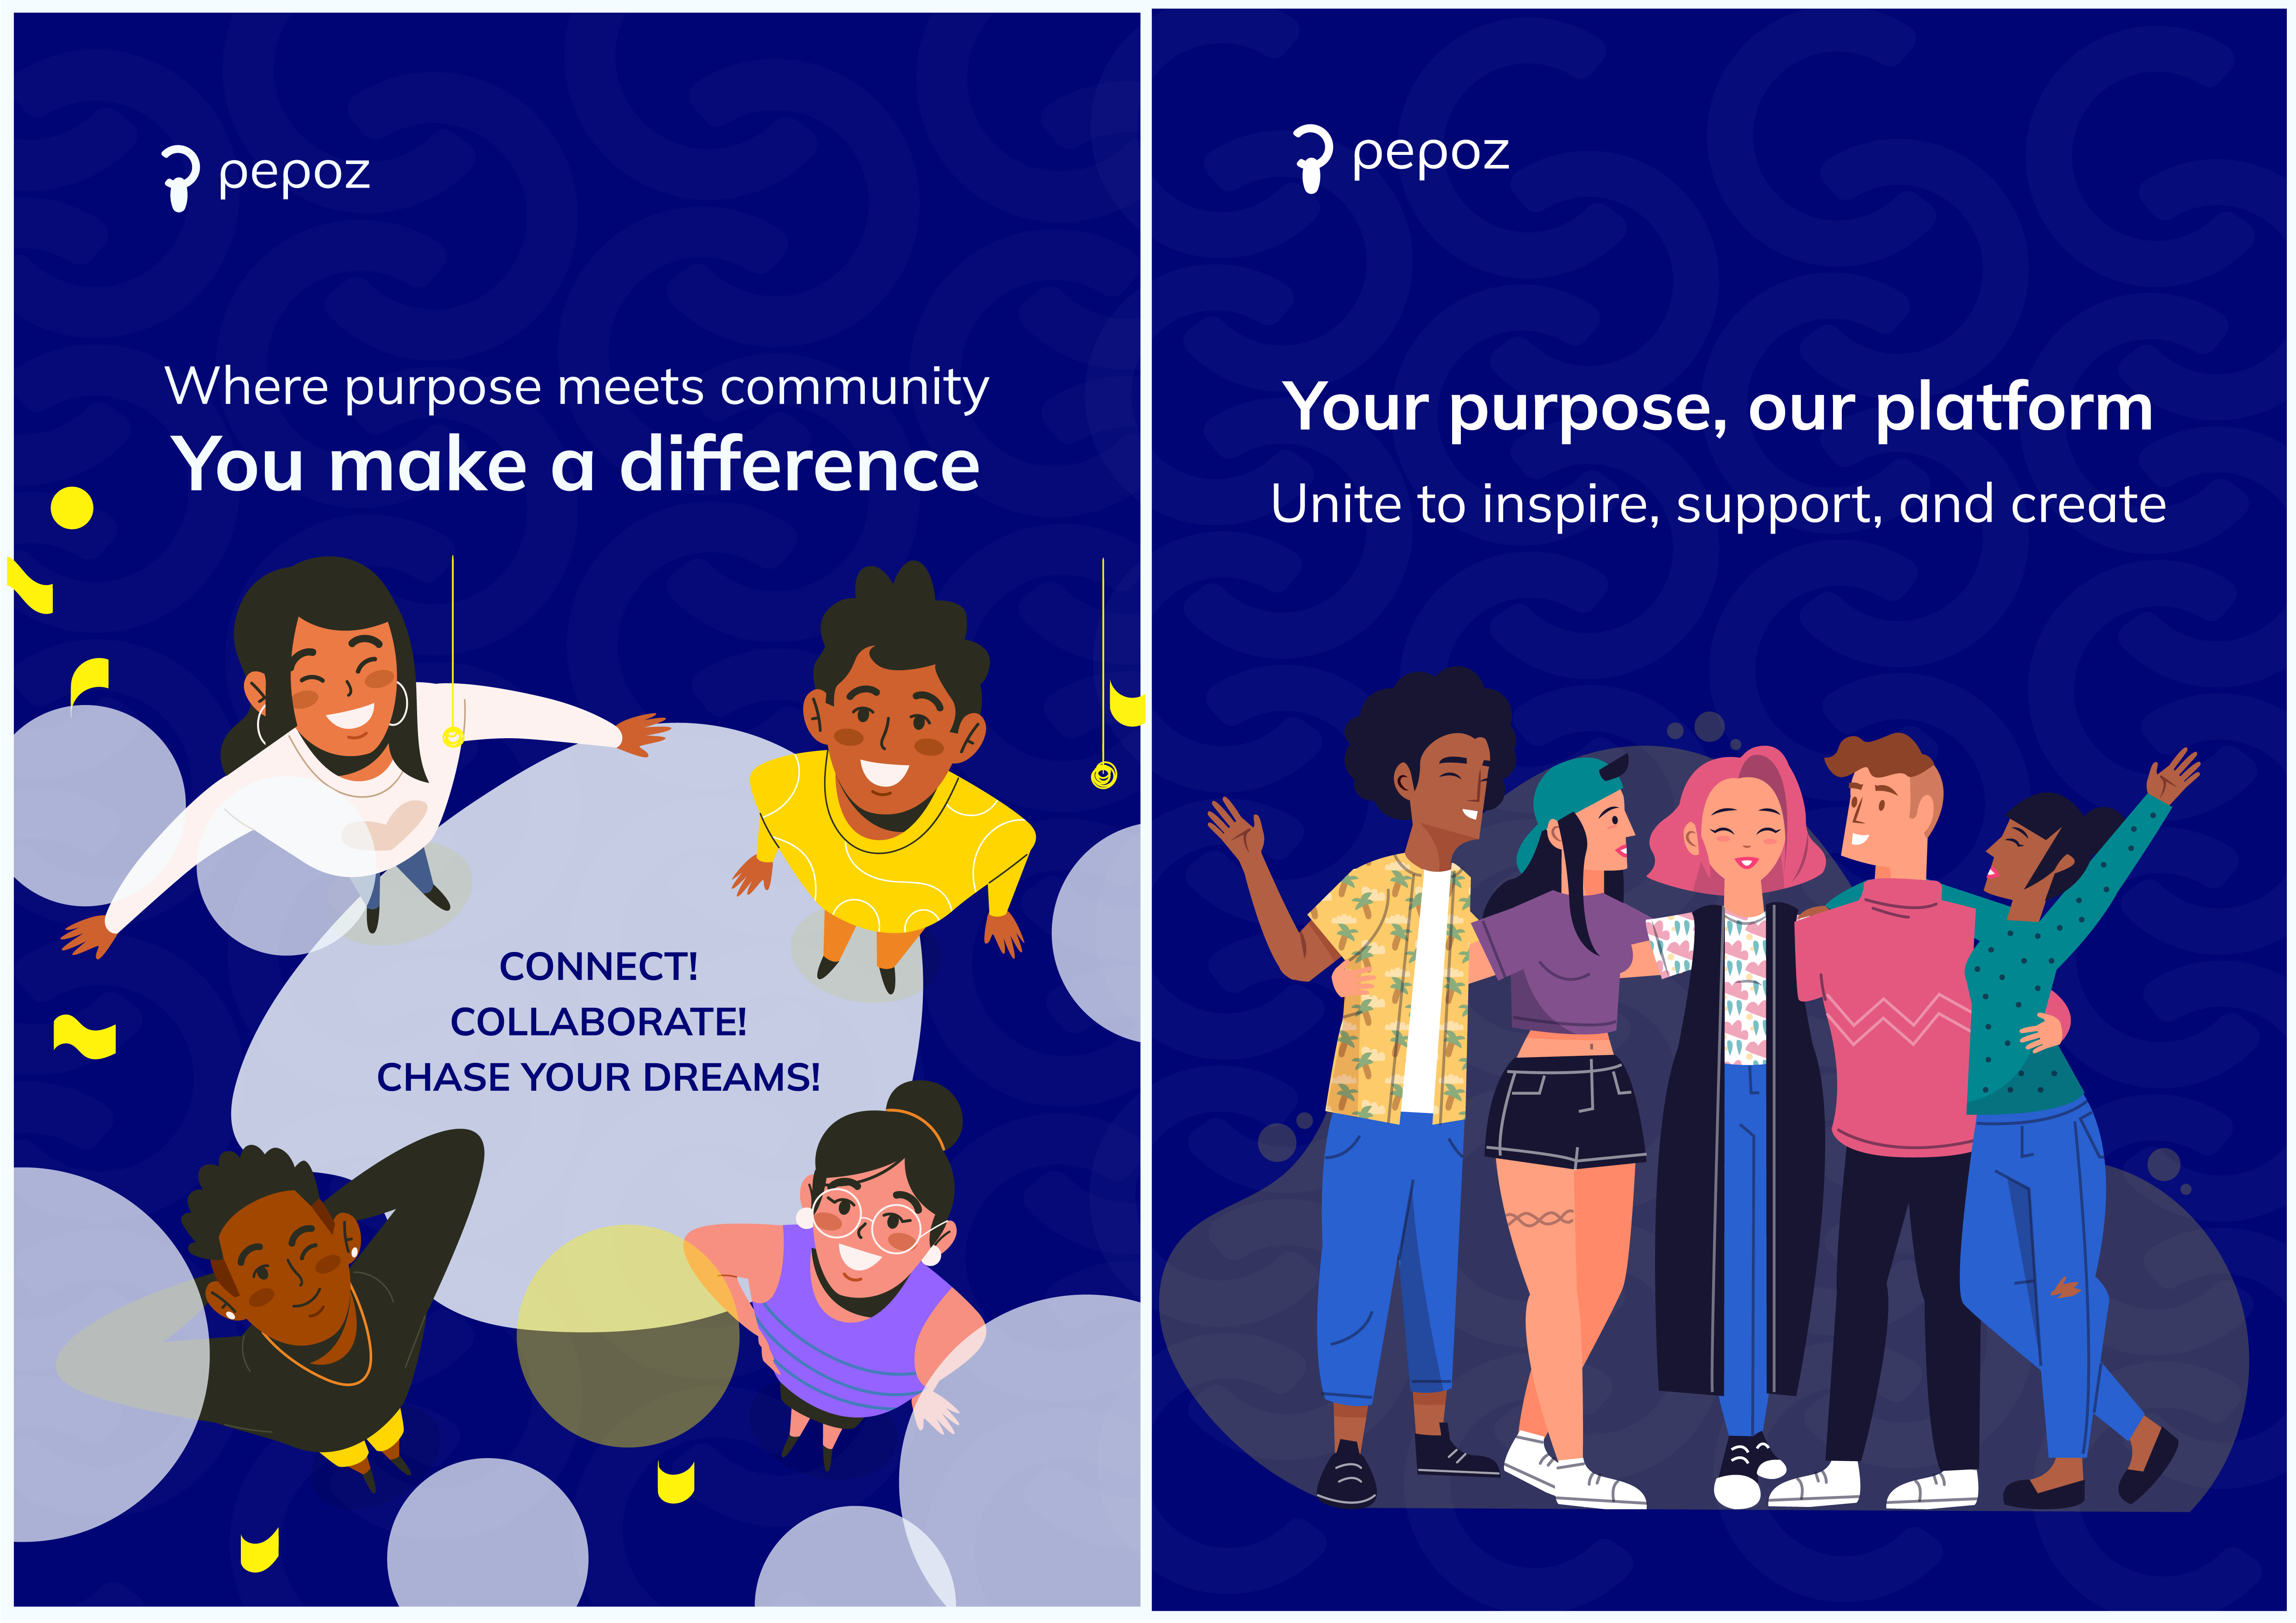 pepoz
Where purpose meets community
You make a difference
CONNECT!
COLLABORATE!
CHASE YOUR DREAMS!
pepoz
Your purpose, our platform
Unite to inspire, support, and create